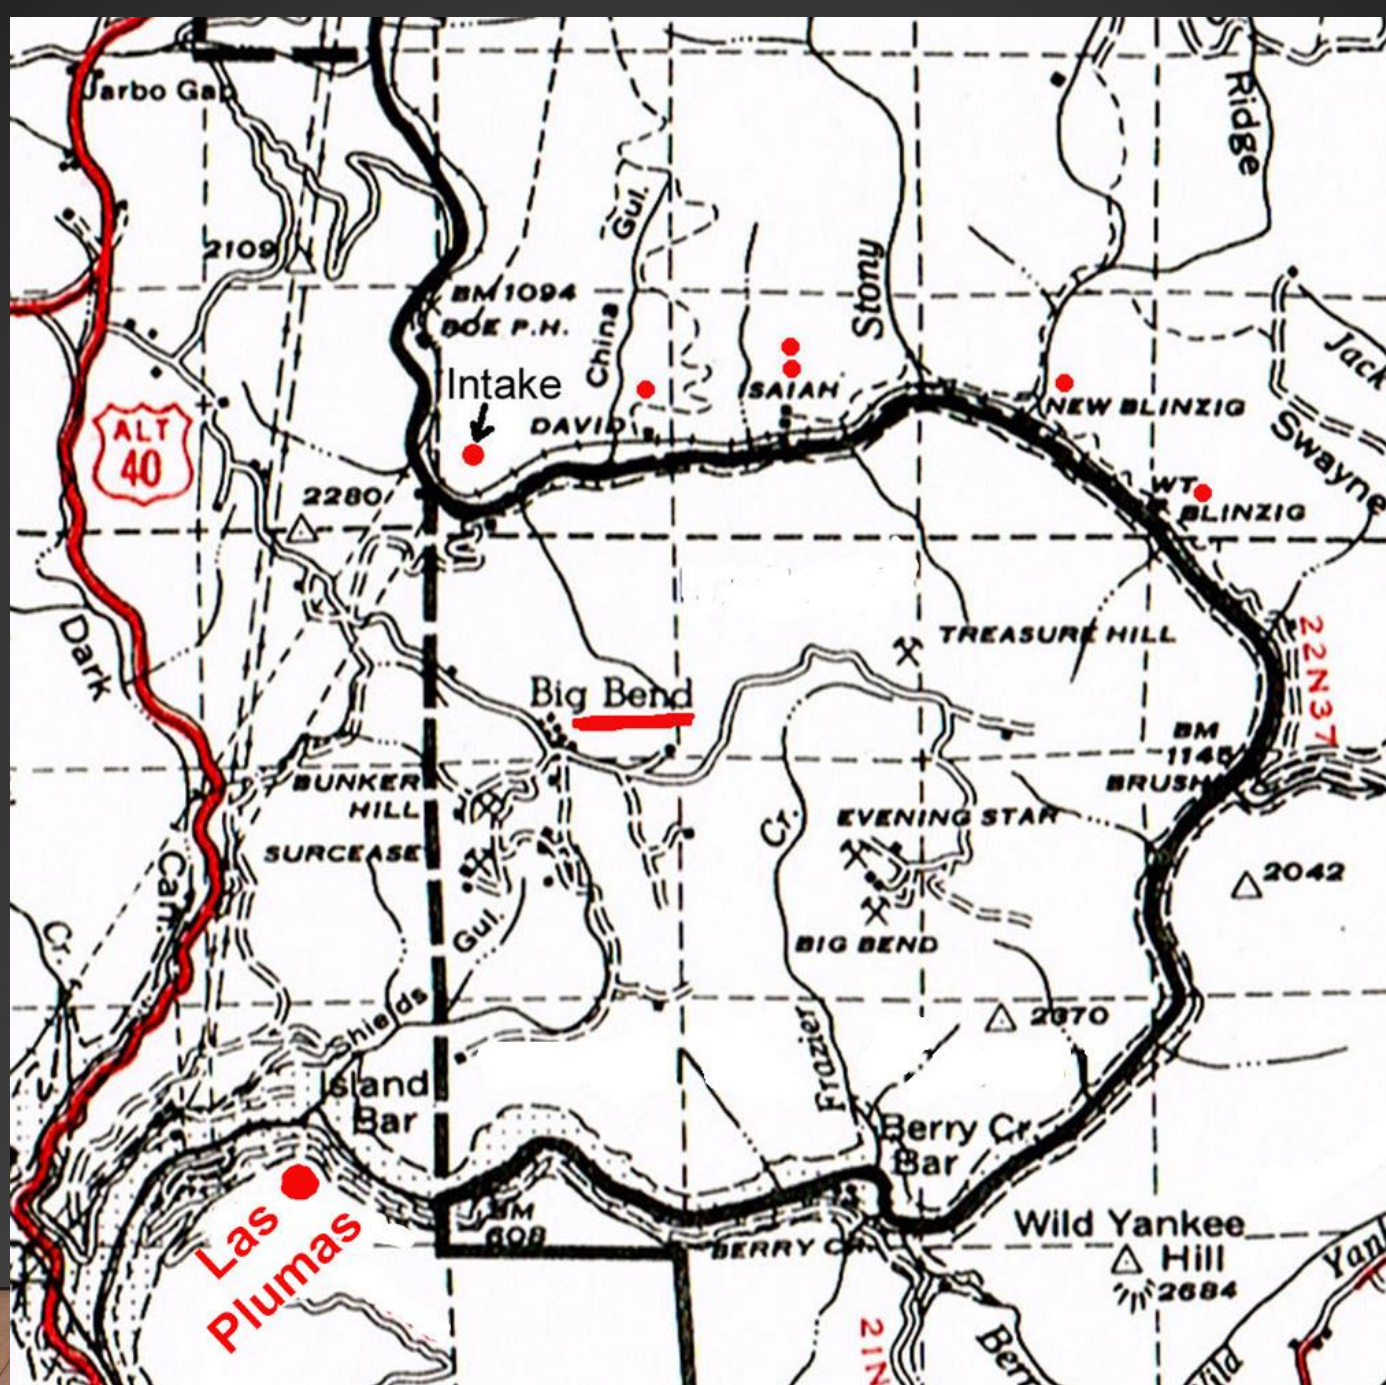 Jarbo Gap
Ridge
2109
Gul.
China
Stony
BM 1094
Intake
SAIAH
DAVID
NEW BLINZIG
Jack
Swayne
ALT
40
2280
WT
BLINZIG
Dark
TREASURE HILL
22N37
Big Bend
BM
1145
BRUSH
BUNKER
HILL
SURCEASE
Cr.
EVENING STAR
2042
Can.
Gul.
BIG BEND
Cr.
Shields
2370
Frazier
Island
Bar
Berry Cr.
Bar
Las
Plumas
BM
608
BERRY CR.
Wild Yankee
Hill
2684
21N
Wild